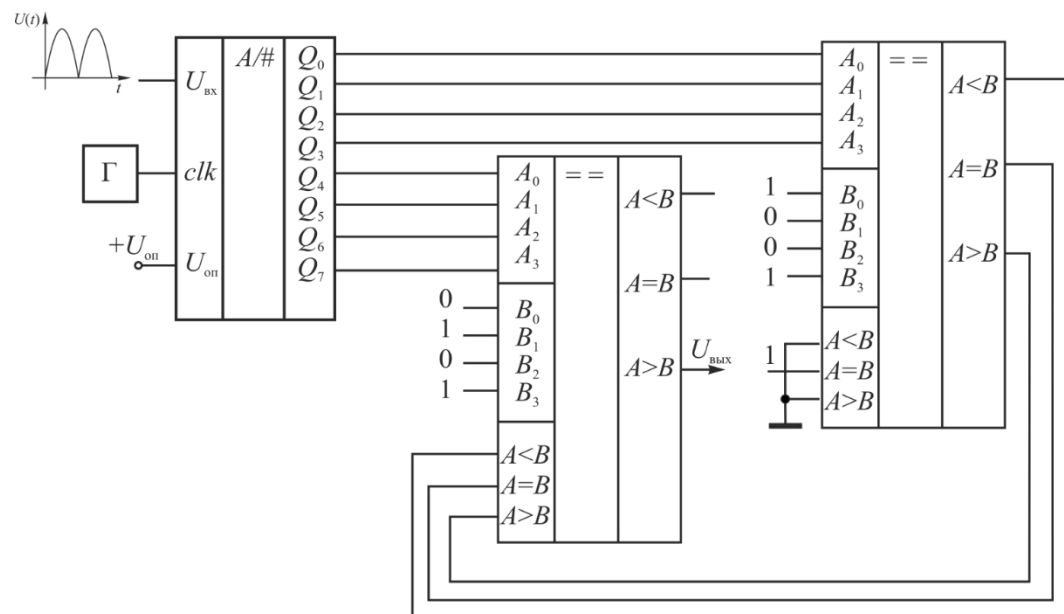 U(t)
t
A/#
U_вх
clk
U_оп
Q_0
Q_1
Q_2
Q_3
Q_4
Q_5
Q_6
Q_7
Г
+U_оп
A_0
A_1
A_2
A_3
= =
A<B
A=B
A>B
0
1
0
1
B_0
B_1
B_2
B_3
A<B
A=B
A>B
U_вых
A_0
A_1
A_2
A_3
= =
A<B
A=B
A>B
1
0
0
1
B_0
B_1
B_2
B_3
1
A<B
A=B
A>B